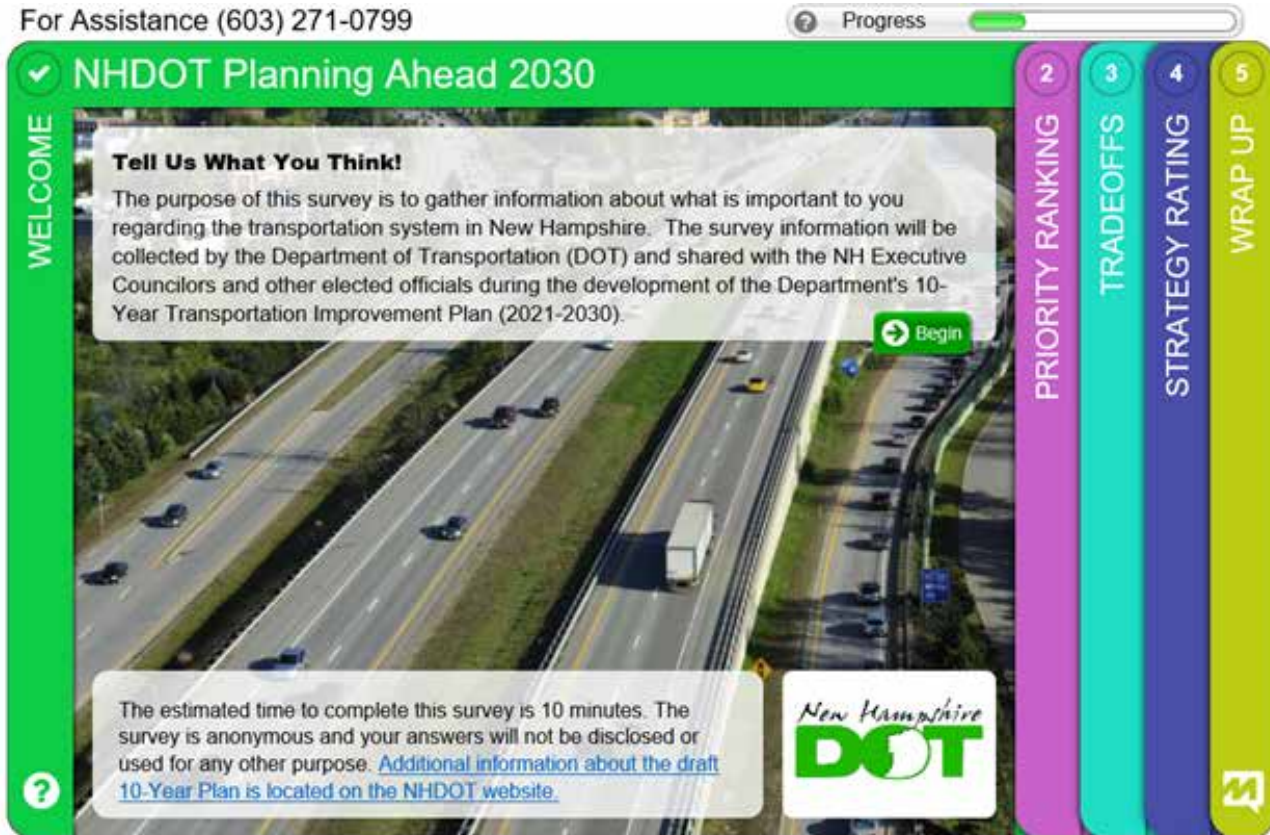 For Assistance (603) 271-0799
Progress
NHDOT Planning Ahead 2030
WELCOME
Tell Us What You Think!
The purpose of this survey is to gather information about what is important to you
regarding the transportation system in New Hampshire. The survey information will be
collected by the Department of Transportation (DOT) and shared with the NH Executive
Councilors and other elected officials during the development of the Department's 10-
Year Transportation Improvement Plan (2021-2030).
Begin
The estimated time to complete this survey is 10 minutes. The
survey is anonymous and your answers will not be disclosed or
used for any other purpose. Additional information about the draft
10-Year Plan is located on the NHDOT website.
New Hampshire
DOT
2
PRIORITY RANKING
3
TRADEOFFS
4
STRATEGY RATING
5
WRAP UP